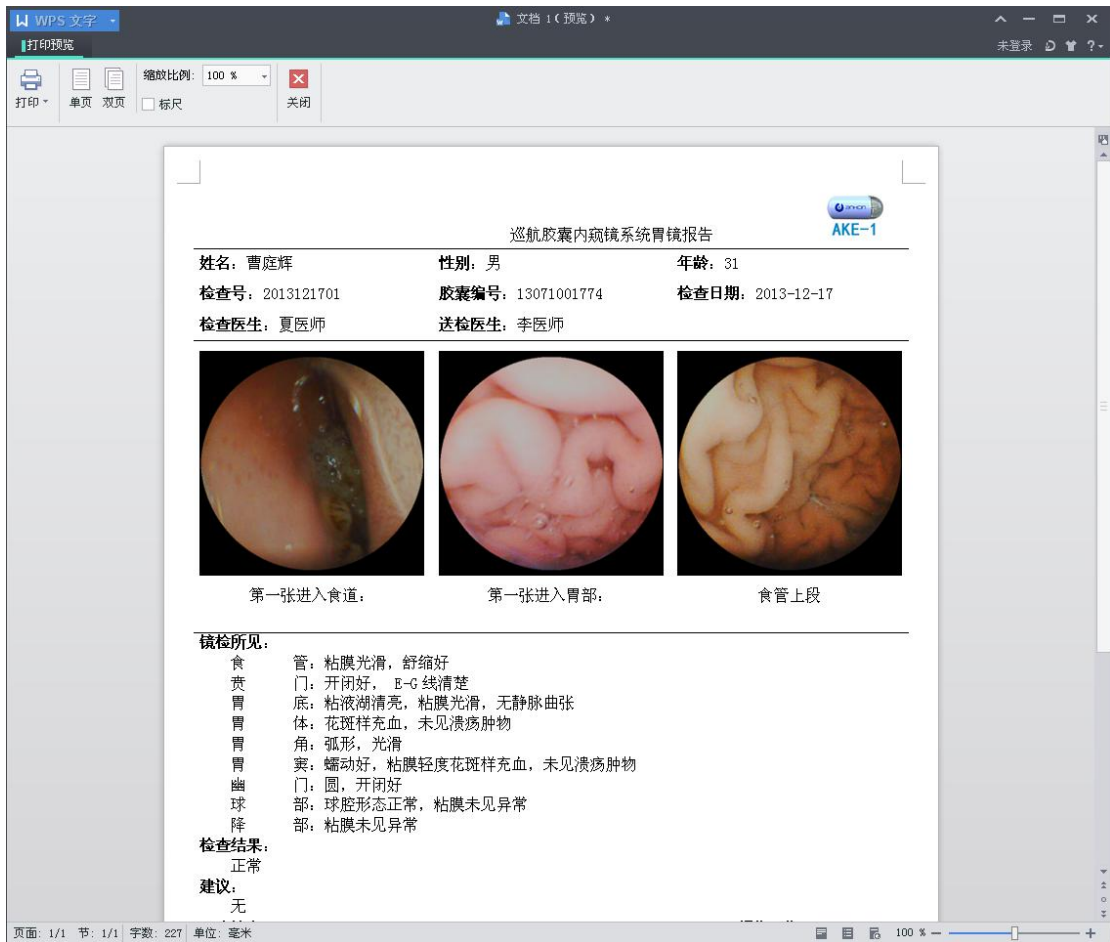 WPS 文字
文档 1(预览) *
打印预览
未登录
打印
单页
双页
缩放比例: 100 %
标尺
关闭
ANKON
AKE-1
巡航胶囊内窥镜系统胃镜报告
姓名: 曹庭辉 性别: 男 年龄: 31
检查号: 2013121701 胶囊编号: 13071001774 检查日期: 2013-12-17
检查医生: 夏医师 送检医生: 李医师
第一张进入食道:
第一张进入胃部:
食管上段
镜检所见:
食 管: 粘膜光滑, 舒缩好
贲 门: 开闭好, E-G 线清楚
胃 底: 粘液湖清亮, 粘膜光滑, 无静脉曲张
胃 体: 花斑样充血, 未见溃疡肿物
胃 角: 弧形, 光滑
胃 窦: 蠕动好, 粘膜轻度花斑样充血, 未见溃疡肿物
幽 门: 圆, 开闭好
球 部: 球腔形态正常, 粘膜未见异常
降 部: 粘膜未见异常
检查结果:
正常
建议:
无
页面: 1/1 节: 1/1 字数: 227 单位: 毫米
100 %